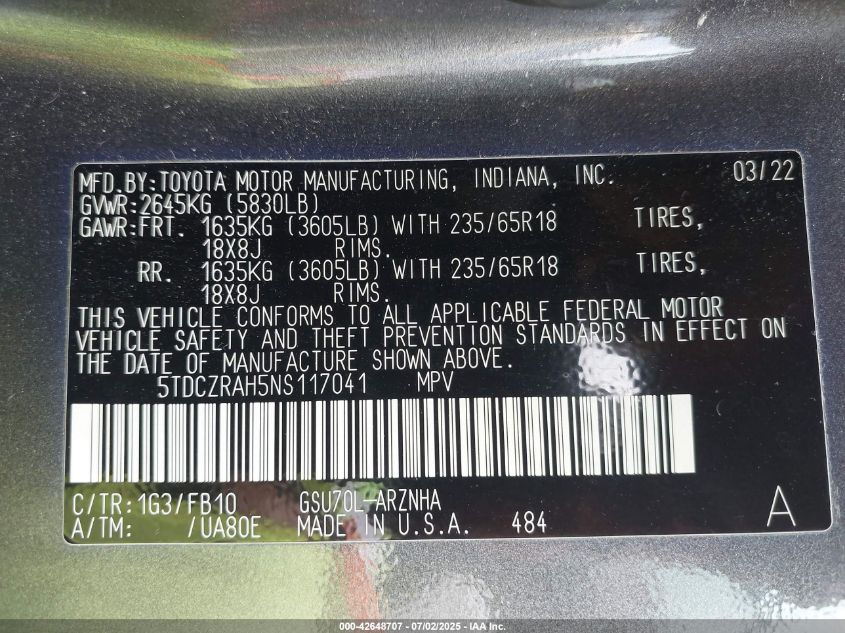 MFD.BY:TOYOTA MOTOR MANUFACTURING, INDIANA, INC. 03/22
GVWR:2645KG (5830LB)
GAWR:FRT. 1635KG (3605LB) WITH 235/65R18 TIRES,
18X8J RIMS.
RR. 1635KG (3605LB) WITH 235/65R18 TIRES,
18X8J RIMS.
THIS VEHICLE CONFORMS TO ALL APPLICABLE FEDERAL MOTOR
VEHICLE SAFETY AND THEFT PREVENTION STANDARDS IN EFFECT ON
THE DATE OF MANUFACTURE SHOWN ABOVE.
5TDCZRAH5NS117041 MPV
C/TR:1G3/FB10 GSU70L-ARZNHA A
A/TM: /UA80E MADE IN U.S.A. 484
000-42648707 - 07/02/2025 - IAA Inc.